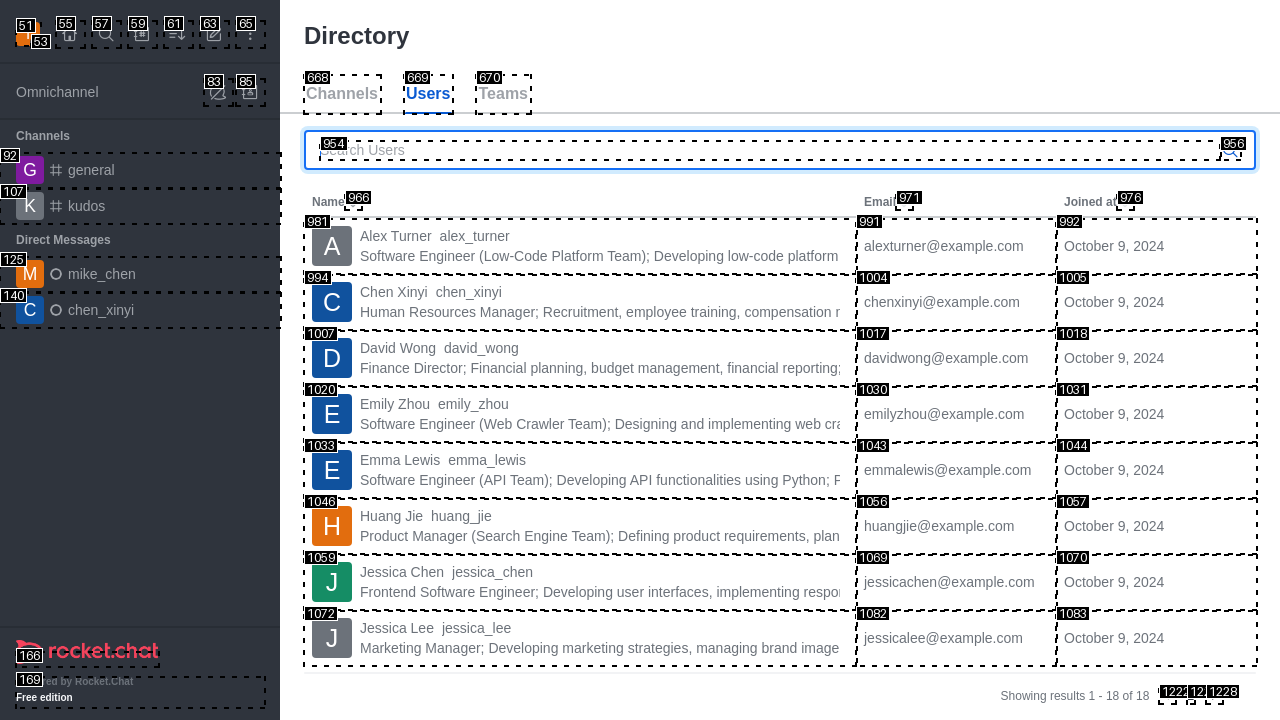 Directory
Omnichannel
Channels
G general
K kudos
Direct Messages
M mike_chen
C chen_xinyi
rocket.chat
ed by Rocket.Chat
Free edition
Channels Users Teams
Search Users
Name Email Joined at
A Alex Turner alex_turner alexturner@example.com October 9, 2024
Software Engineer (Low-Code Platform Team); Developing low-code platform
C Chen Xinyi chen_xinyi chenxinyi@example.com October 9, 2024
Human Resources Manager; Recruitment, employee training, compensation
D David Wong david_wong davidwong@example.com October 9, 2024
Finance Director; Financial planning, budget management, financial reporting;
E Emily Zhou emily_zhou emilyzhou@example.com October 9, 2024
Software Engineer (Web Crawler Team); Designing and implementing web cra
E Emma Lewis emma_lewis emmalewis@example.com October 9, 2024
Software Engineer (API Team); Developing API functionalities using Python;
H Huang Jie huang_jie huangjie@example.com October 9, 2024
Product Manager (Search Engine Team); Defining product requirements, plan
J Jessica Chen jessica_chen jessicachen@example.com October 9, 2024
Frontend Software Engineer; Developing user interfaces, implementing respo
J Jessica Lee jessica_lee jessicalee@example.com October 9, 2024
Marketing Manager; Developing marketing strategies, managing brand image
Showing results 1 - 18 of 18
51 53 55 57 59 61 63 65
83 85
92
107
125
140
166
169
668 669 670
954 956
966 971 976
981 991 992
994 1004 1005
1007 1017 1018
1020 1030 1031
1033 1043 1044
1046 1056 1057
1059 1069 1070
1072 1082 1083
1222 12 1228